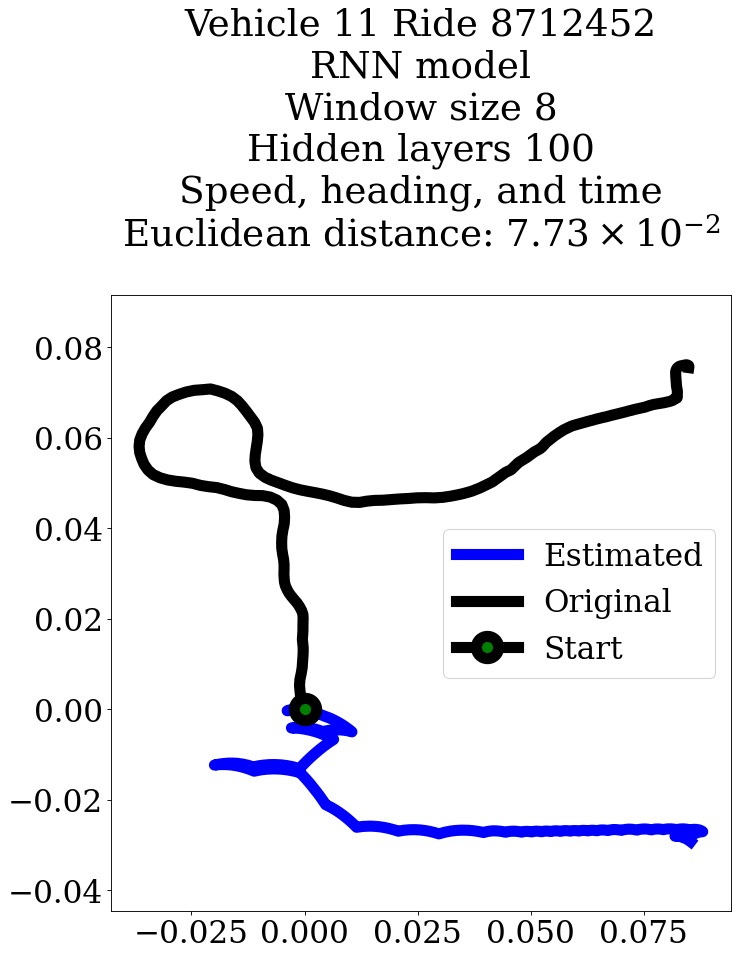 Vehicle 11 Ride 8712452
RNN model
Window size 8
Hidden layers 100
Speed, heading, and time
Euclidean distance: 7.73 × 10⁻²
0.08
0.06
0.04
0.02
0.00
−0.02
−0.04
Estimated
Original
Start
−0.025 0.000 0.025 0.050 0.075